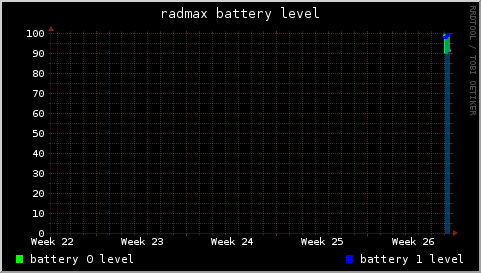 radmax battery level
RRDTOOL / TOBI OETIKER
100
90
80
70
60
50
40
30
20
10
0
Week 22 Week 23 Week 24 Week 25 Week 26
battery 0 level battery 1 level